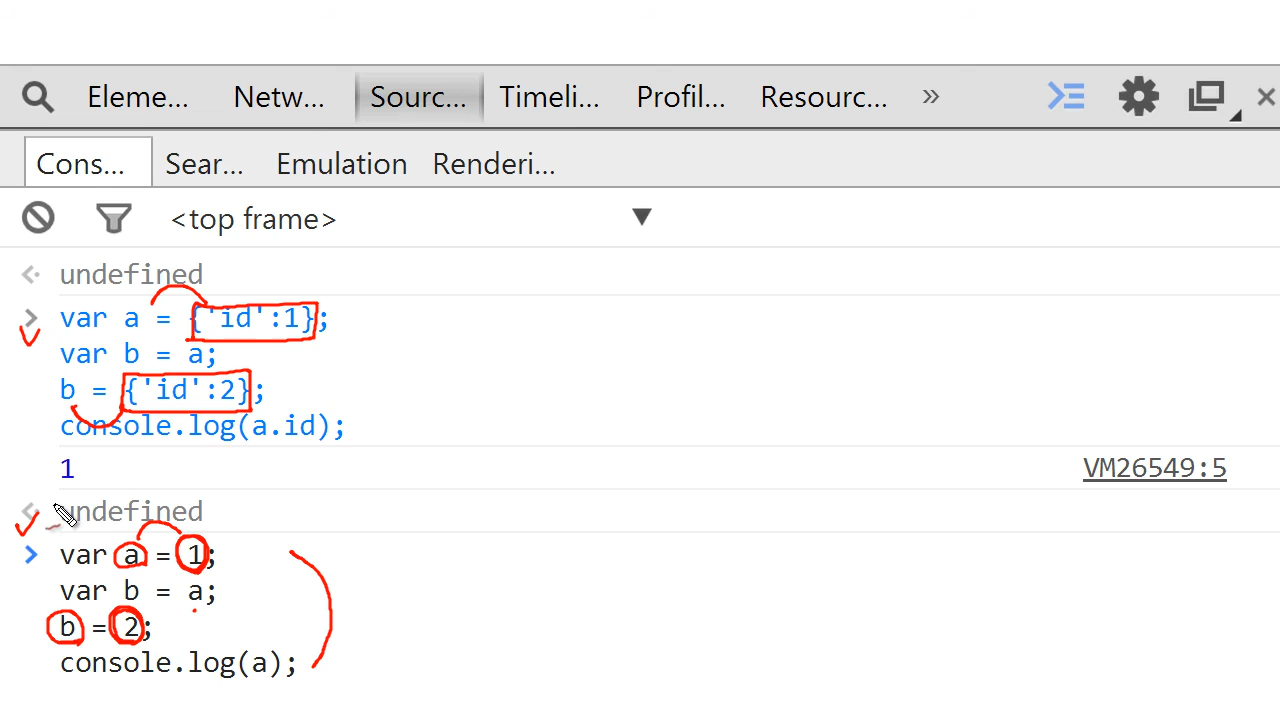 Eleme... Netw... Sourc... Timeli... Profil... Resourc... »
Cons... Sear... Emulation Renderi...
<top frame>
undefined
var a = {'id':1};
var b = a;
b = {'id':2};
console.log(a.id);
1 VM26549:5
undefined
var a = 1;
var b = a;
b = 2;
console.log(a);